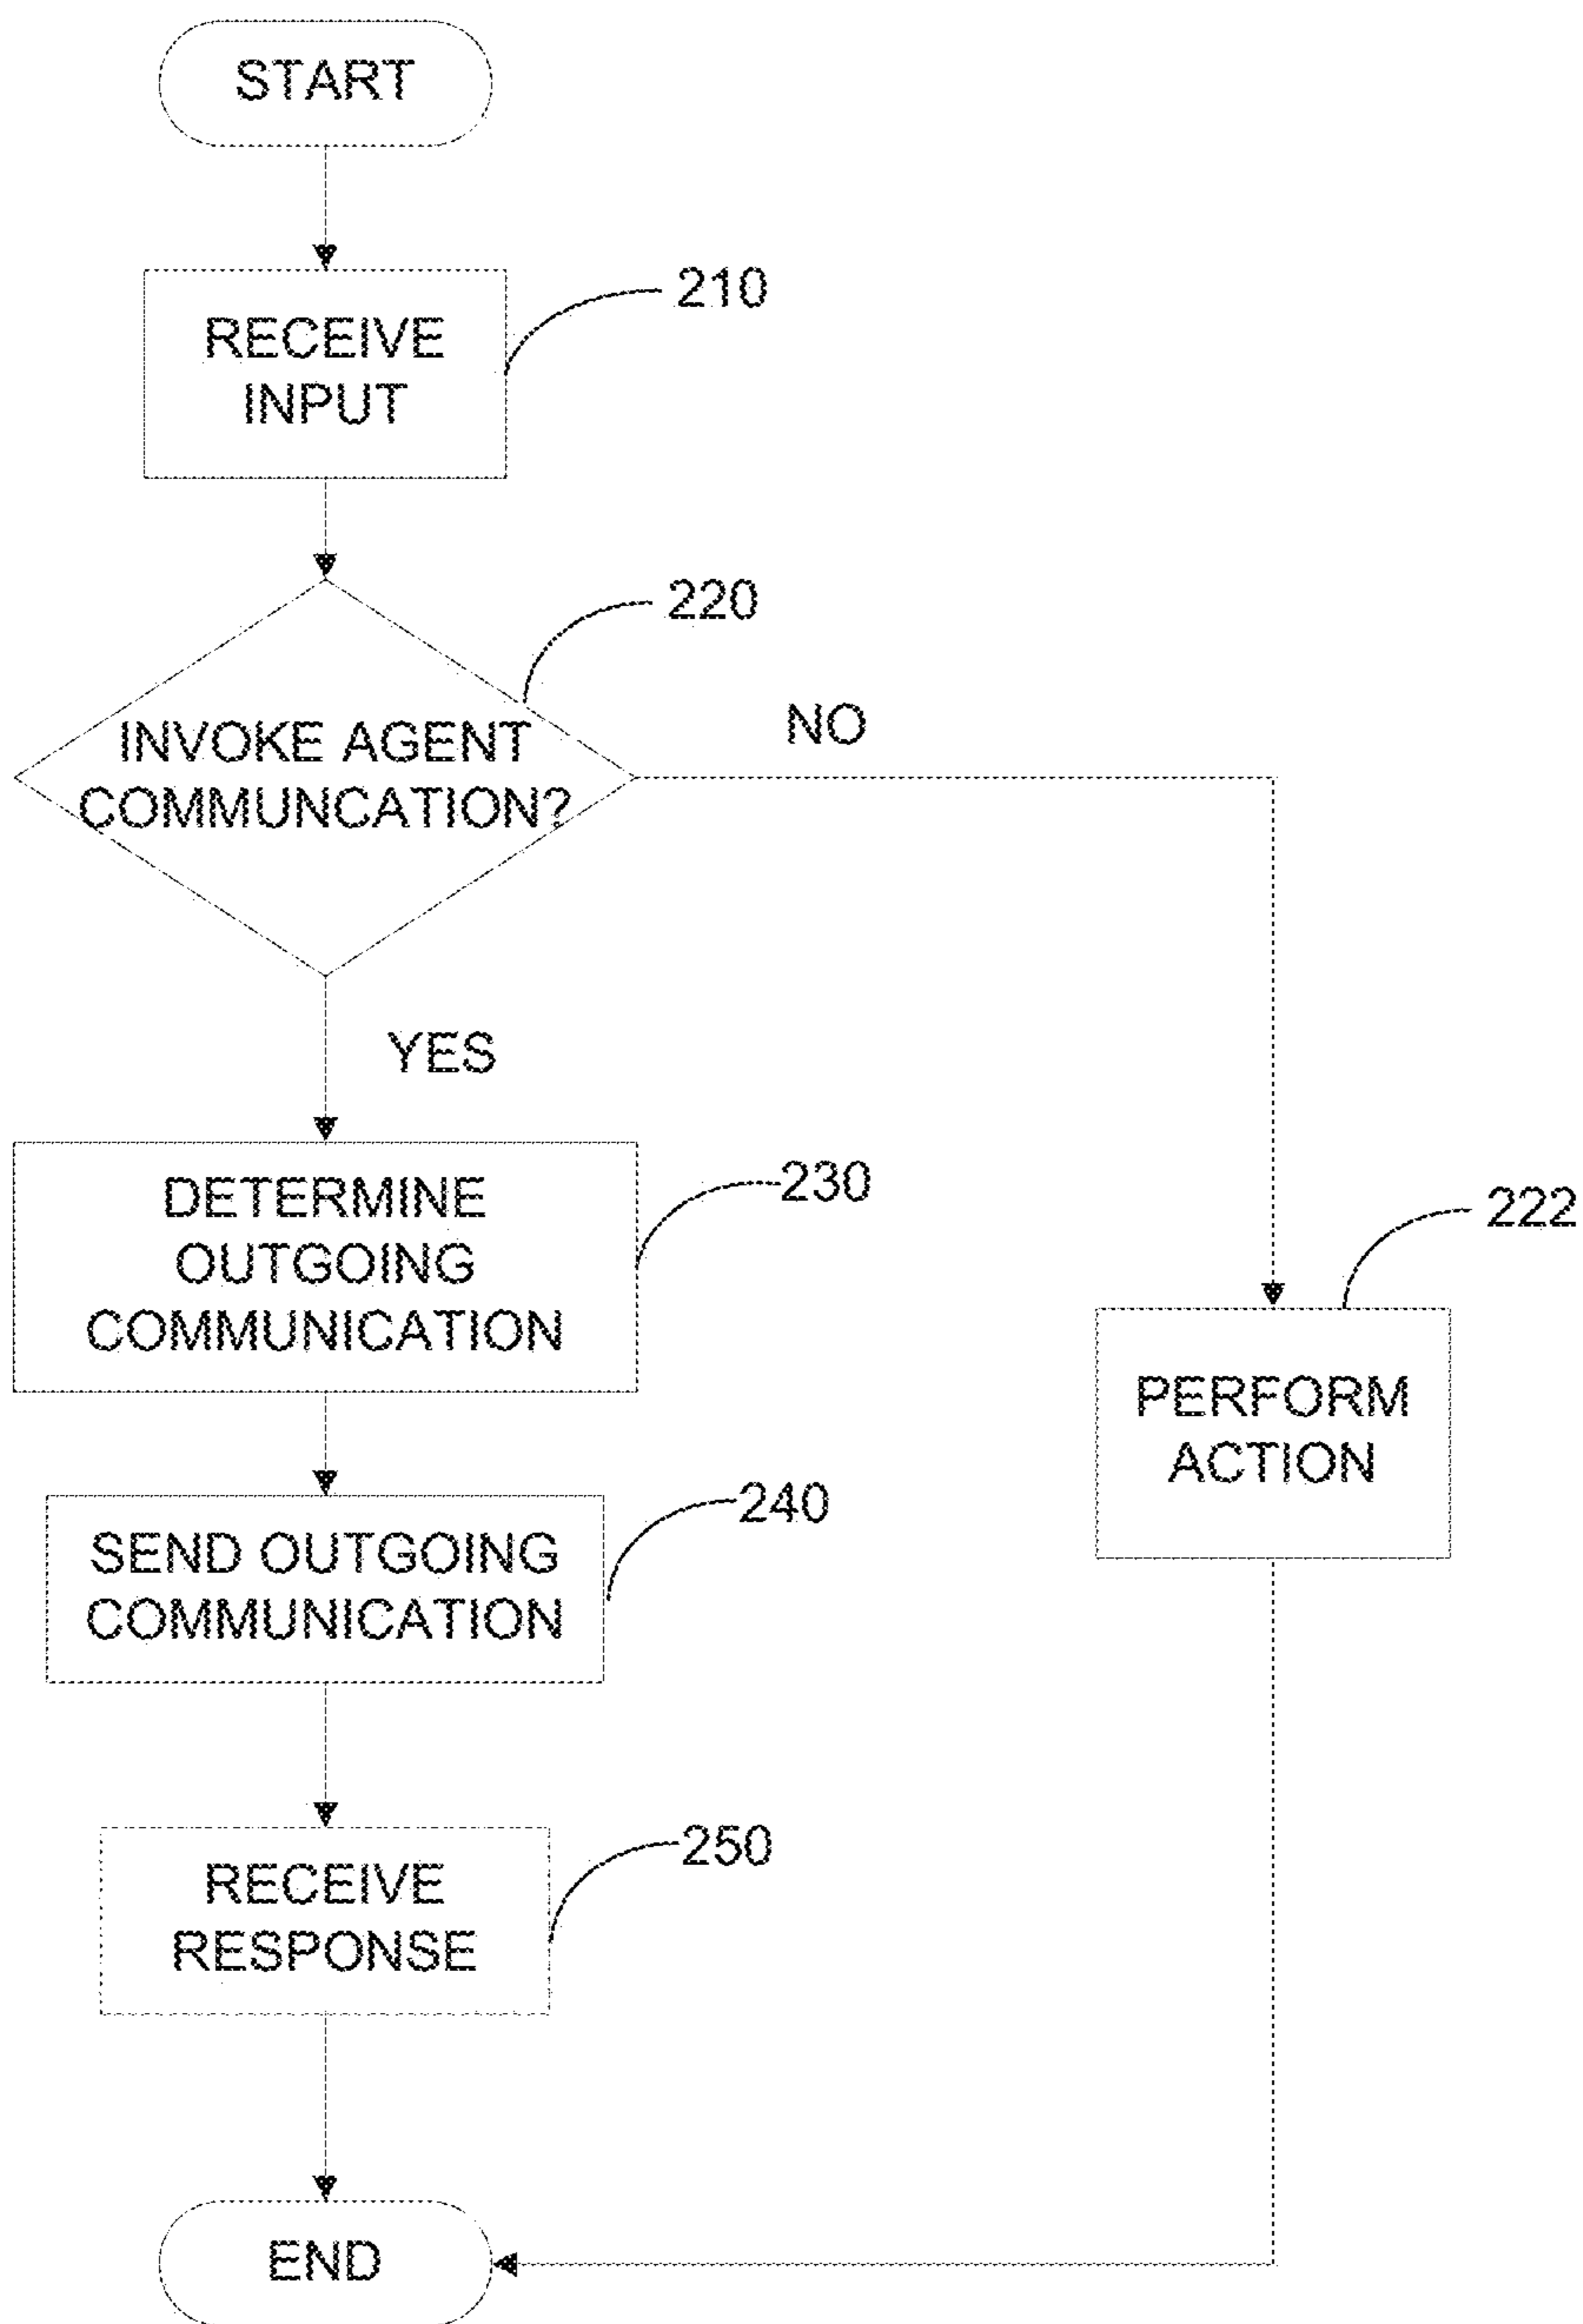 START
210
RECEIVE
INPUT
220
NO
INVOKE AGENT
COMMUNCATION?
YES
230
DETERMINE
OUTGOING
COMMUNICATION
222
PERFORM
ACTION
240
SEND OUTGOING
COMMUNICATION
250
RECEIVE
RESPONSE
END